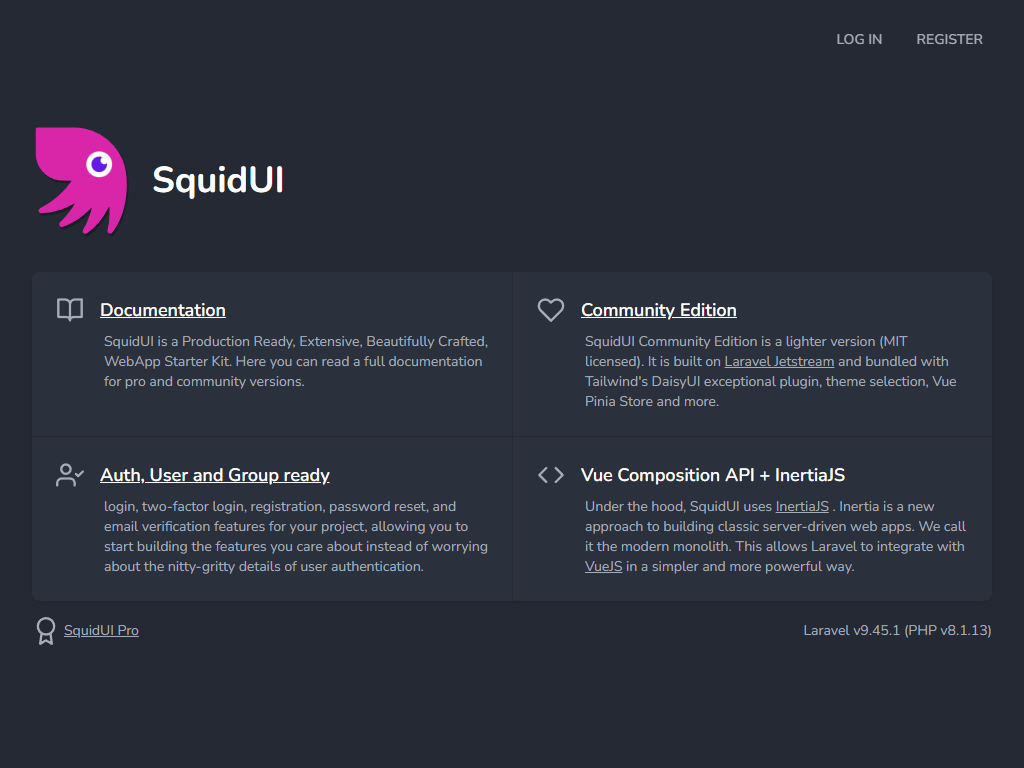 LOG IN REGISTER
SquidUI
Documentation
SquidUI is a Production Ready, Extensive, Beautifully Crafted,
WebApp Starter Kit. Here you can read a full documentation
for pro and community versions.
Community Edition
SquidUI Community Edition is a lighter version (MIT
licensed). It is built on Laravel Jetstream and bundled with
Tailwind's DaisyUI exceptional plugin, theme selection, Vue
Pinia Store and more.
Auth, User and Group ready
login, two-factor login, registration, password reset, and
email verification features for your project, allowing you to
start building the features you care about instead of worrying
about the nitty-gritty details of user authentication.
Vue Composition API + InertiaJS
Under the hood, SquidUI uses InertiaJS . Inertia is a new
approach to building classic server-driven web apps. We call
it the modern monolith. This allows Laravel to integrate with
VueJS in a simpler and more powerful way.
SquidUI Pro
Laravel v9.45.1 (PHP v8.1.13)